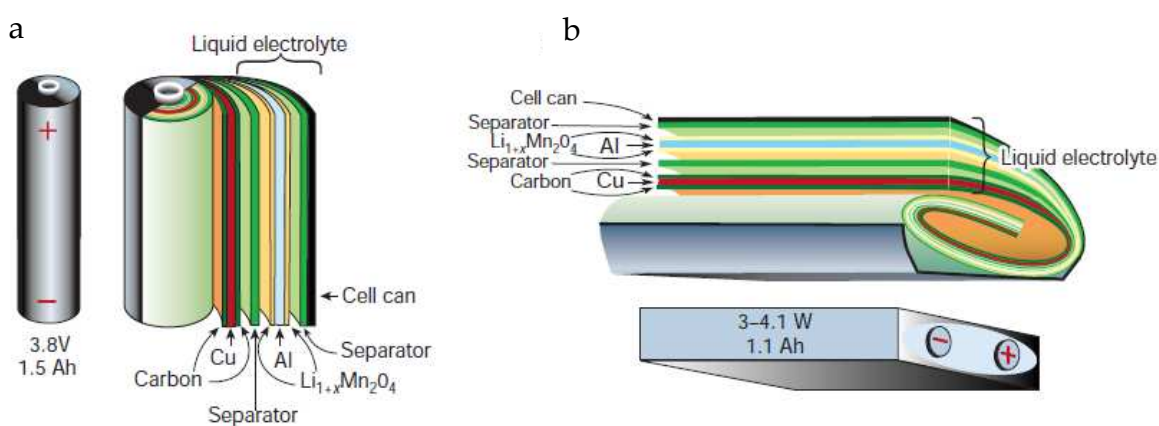 a
Liquid electrolyte
+
−
3.8V
1.5 Ah
Cell can
Cu
Al
Separator
Carbon
Li1+xMn2O4
Separator
b
Cell can
Separator
Li1+xMn2O4
Al
Separator
Carbon
Cu
Liquid electrolyte
3–4.1 W
1.1 Ah
−
+